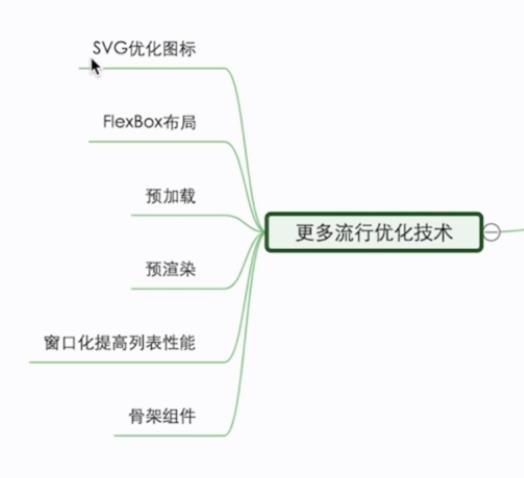 SVG优化图标
FlexBox布局
预加载
更多流行优化技术
预渲染
窗口化提高列表性能
骨架组件